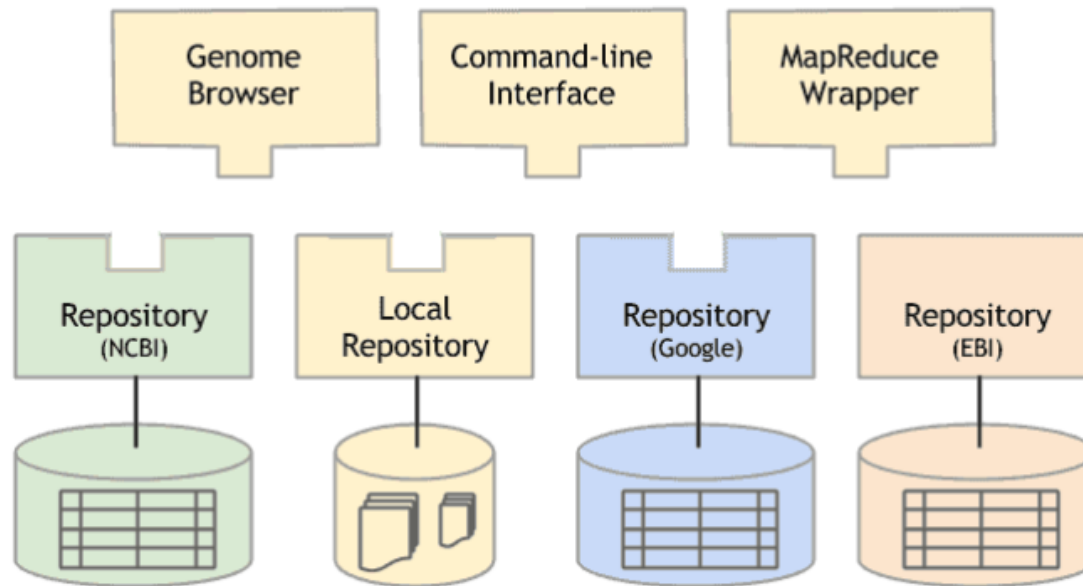 Genome
Browser
Command-line
Interface
MapReduce
Wrapper
Repository
(NCBI)
Local
Repository
Repository
(Google)
Repository
(EBI)